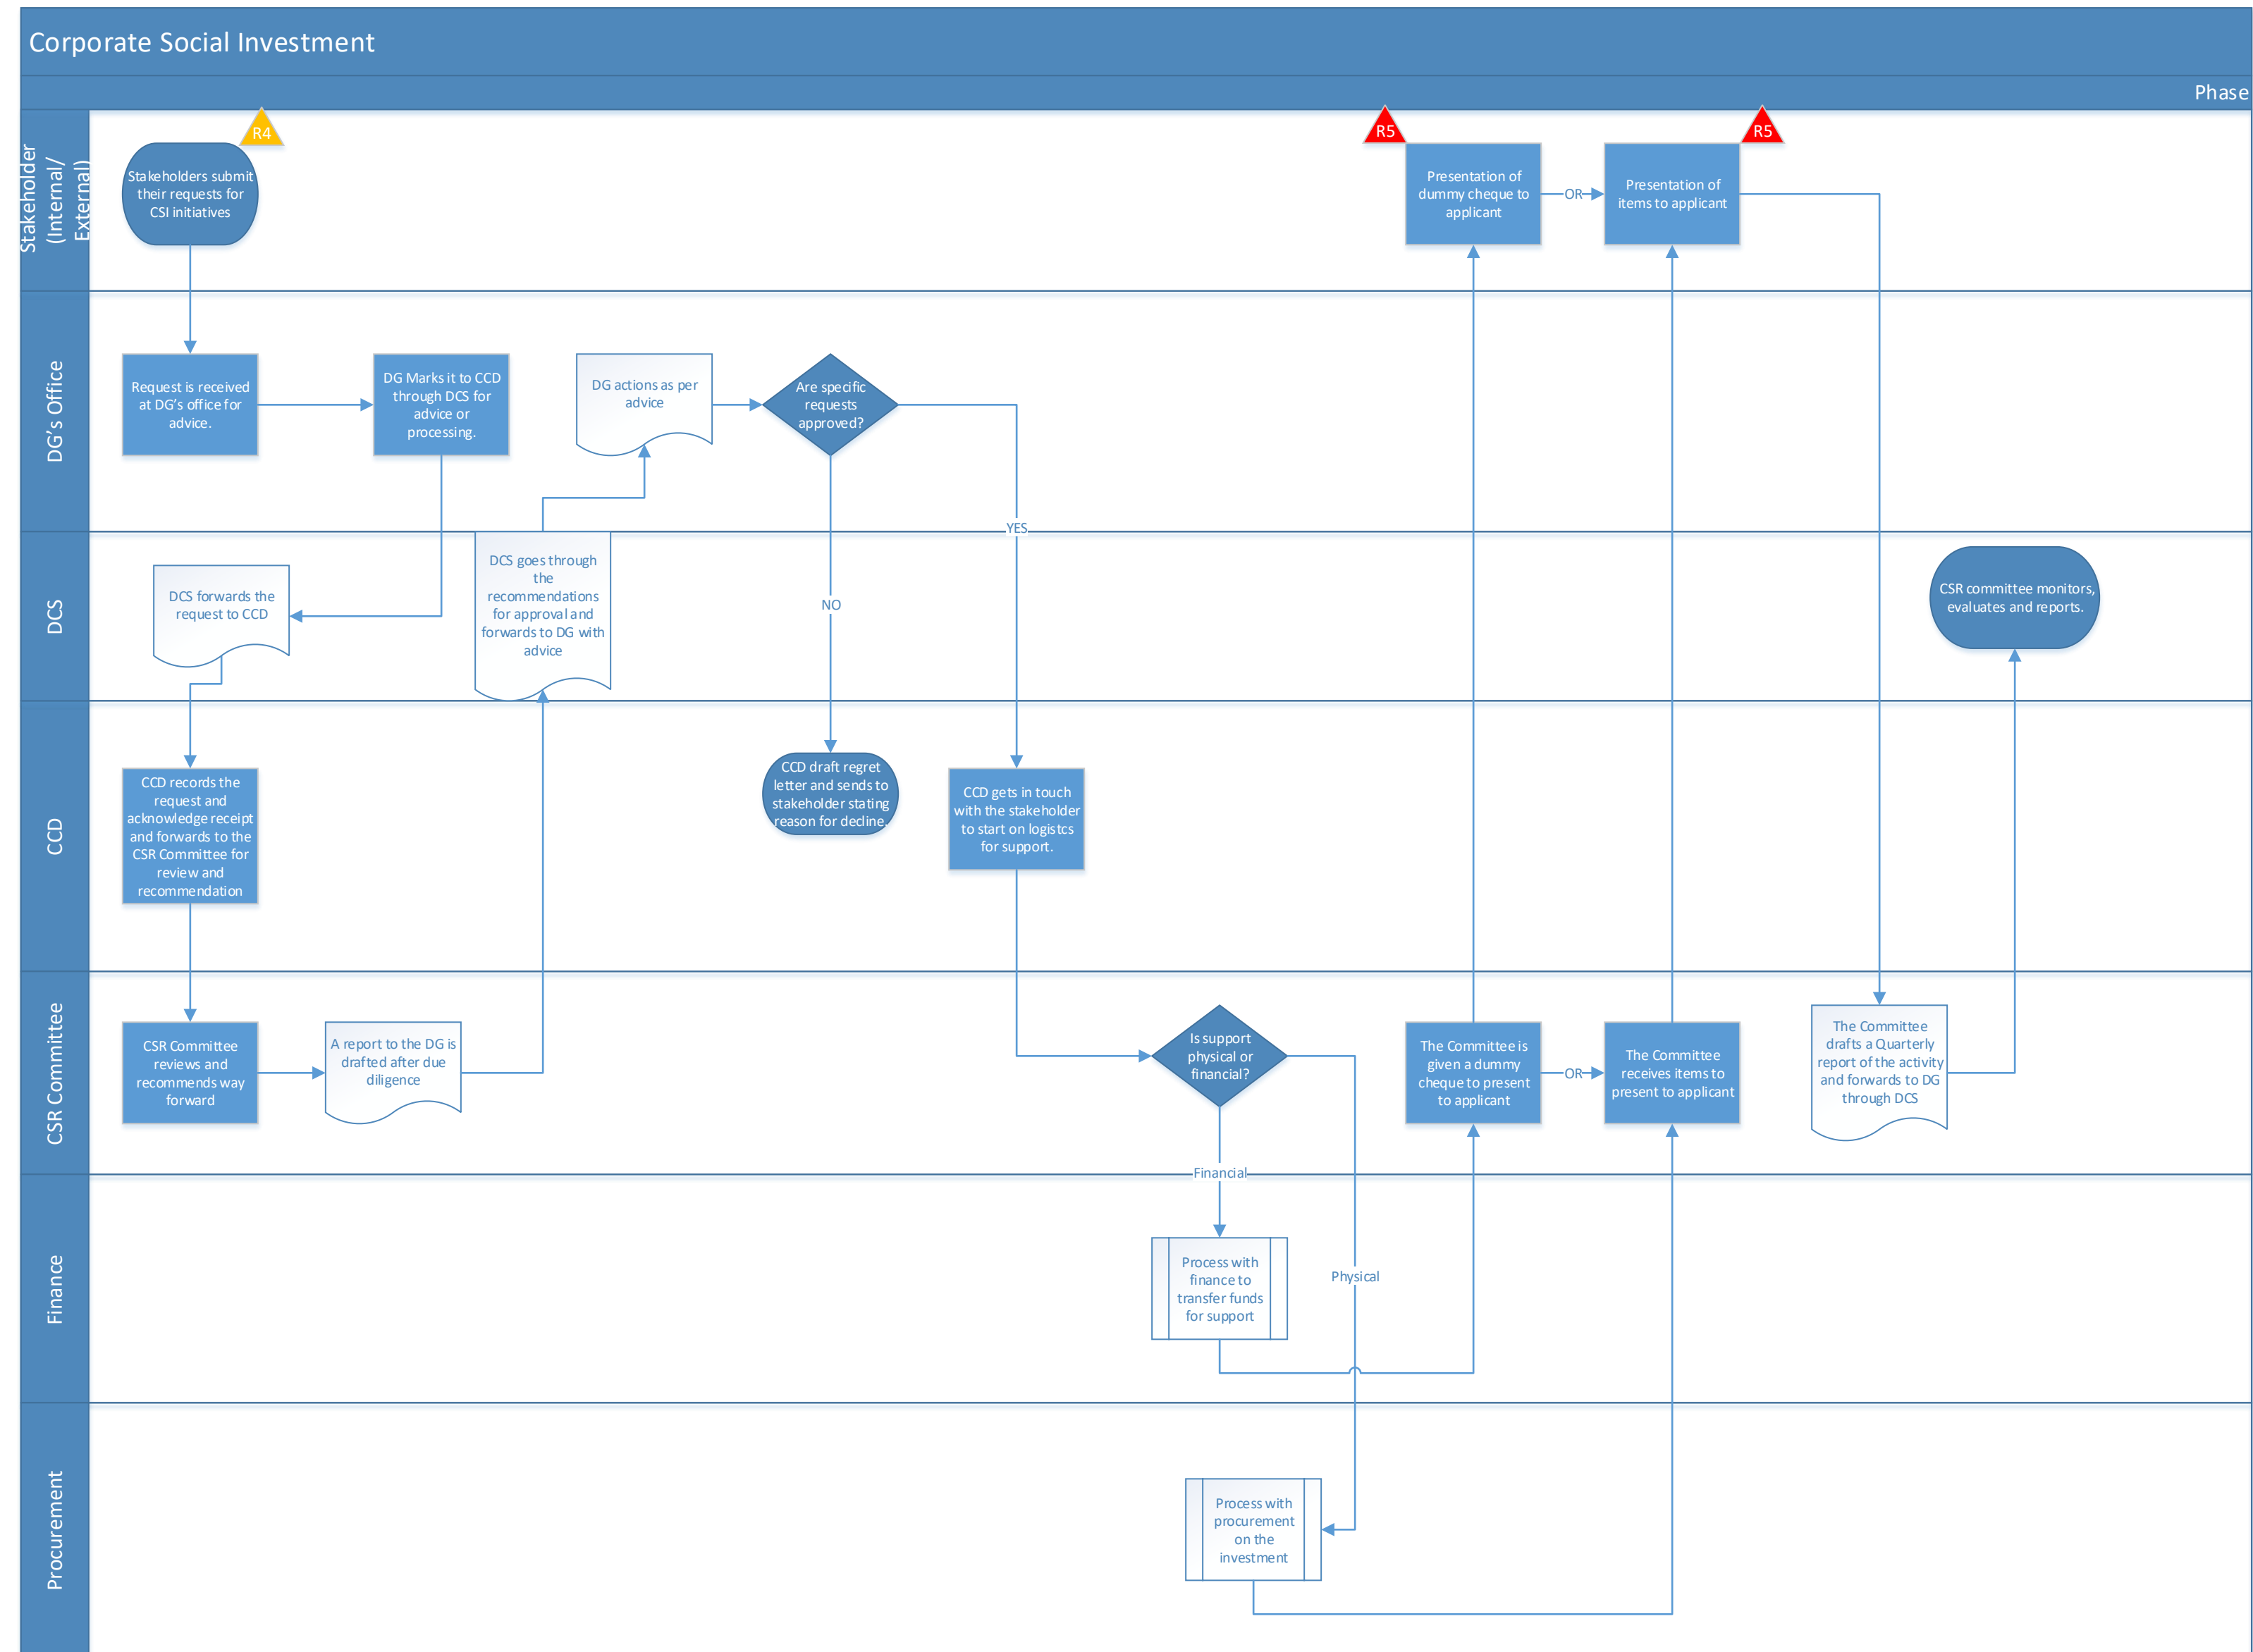 Corporate Social Investment
Phase
Stakeholder
(Internal/
External)
R4
Stakeholders submit
their requests for
CSI initiatives
R5
Presentation of
dummy cheque to
applicant
OR
Presentation of
items to applicant
R5
DG's Office
Request is received
at DG's office for
advice.
DG Marks it to CCD
through DCS for
advice or
processing.
DG actions as per
advice
Are specific
requests
approved?
YES
NO
DCS
DCS forwards the
request to CCD
DCS goes through
the
recommendations
for approval and
forwards to DG with
advice
CSR committee monitors,
evaluates and reports.
CCD
CCD records the
request and
acknowledge receipt
and forwards to the
CSR Committee for
review and
recommendation
CCD draft regret
letter and sends to
stakeholder stating
reason for decline.
CCD gets in touch
with the stakeholder
to start on logistcs
for support.
CSR Committee
CSR Committee
reviews and
recommends way
forward
A report to the DG is
drafted after due
diligence
Is support
physical or
financial?
The Committee is
given a dummy
cheque to present
to applicant
OR
The Committee
receives items to
present to applicant
The Committee
drafts a Quarterly
report of the activity
and forwards to DG
through DCS
Financial
Finance
Process with
finance to
transfer funds
for support
Physical
Procurement
Process with
procurement
on the
investment